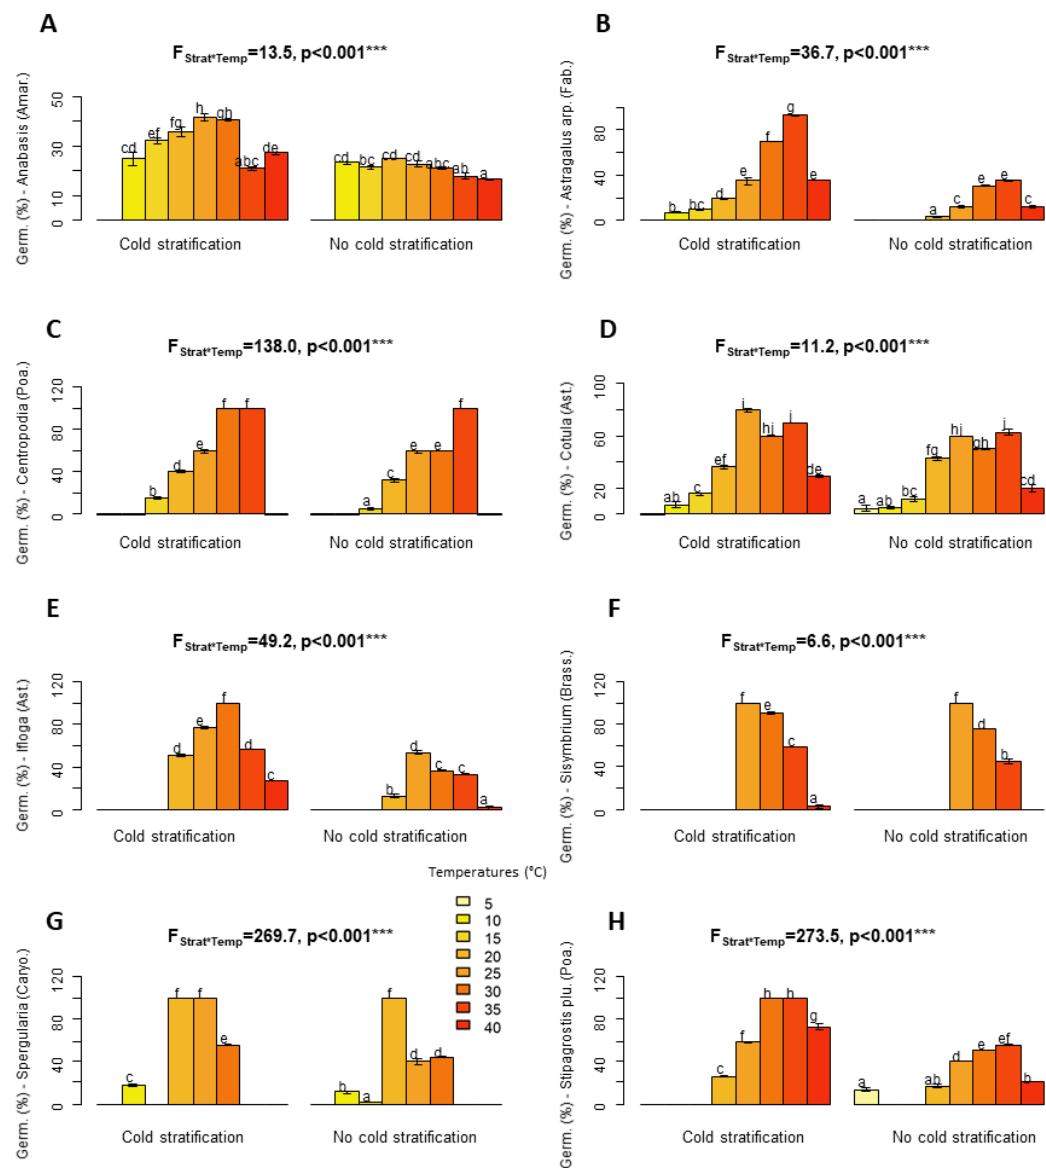 A
F Strat*Temp=13.5, p<0.001***
Germ. (%) - Anabasis (Amar.)
0 10 30 50
cd ef fg h gh abc de
cd bc cd cd abc ab a
Cold stratification
No cold stratification
B
F Strat*Temp=36.7, p<0.001***
Germ. (%) - Astragalus arp. (Fab.)
0 40 80
b bc d e f g e
a c e e c
Cold stratification
No cold stratification
C
F Strat*Temp=138.0, p<0.001***
Germ. (%) - Centropodia (Poa.)
0 40 80 120
b d e f f
a c e e f
Cold stratification
No cold stratification
D
F Strat*Temp=11.2, p<0.001***
Germ. (%) - Cotula (Ast.)
0 20 60 100
ab c ef i hi j de
a ab bc fg hi gh j cd
Cold stratification
No cold stratification
E
F Strat*Temp=49.2, p<0.001***
Germ. (%) - Ifloga (Ast.)
0 40 80 120
d e f d c
b d c c a
Cold stratification
No cold stratification
F
F Strat*Temp=6.6, p<0.001***
Germ. (%) - Sisymbrium (Brass.)
0 40 80 120
f e c a
f d b
Cold stratification
No cold stratification
Temperatures (°C)
5
10
15
20
25
30
35
40
G
F Strat*Temp=269.7, p<0.001***
Germ. (%) - Spergularia (Caryo.)
0 40 80 120
c f f e
b a f d d
Cold stratification
No cold stratification
H
F Strat*Temp=273.5, p<0.001***
Germ. (%) - Stipagrostis plu. (Poa.)
0 40 80 120
c f h h g
a ab d e ef b
Cold stratification
No cold stratification